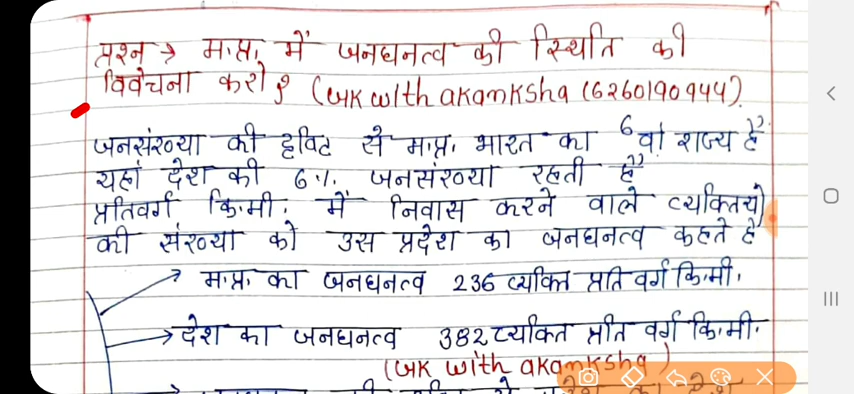 प्रश्न → म.प्र. में जनघनत्व की स्थिति की
विवेचना करो ? (GK with akanksha (6260190944)
जनसंख्या की दृष्टि से म.प्र. भारत का 6 वां राज्य है
यहां देश की 6% जनसंख्या रहती है
प्रतिवर्ग कि.मी. में निवास करने वाले व्यक्तियों
की संख्या को उस प्रदेश का जनघनत्व कहते है
→ म.प्र. का जनघनत्व 236 व्यक्ति प्रति वर्ग कि.मी.
→ देश का जनघनत्व 382 व्यक्ति प्रति वर्ग कि.मी.
(GK with akanksha)